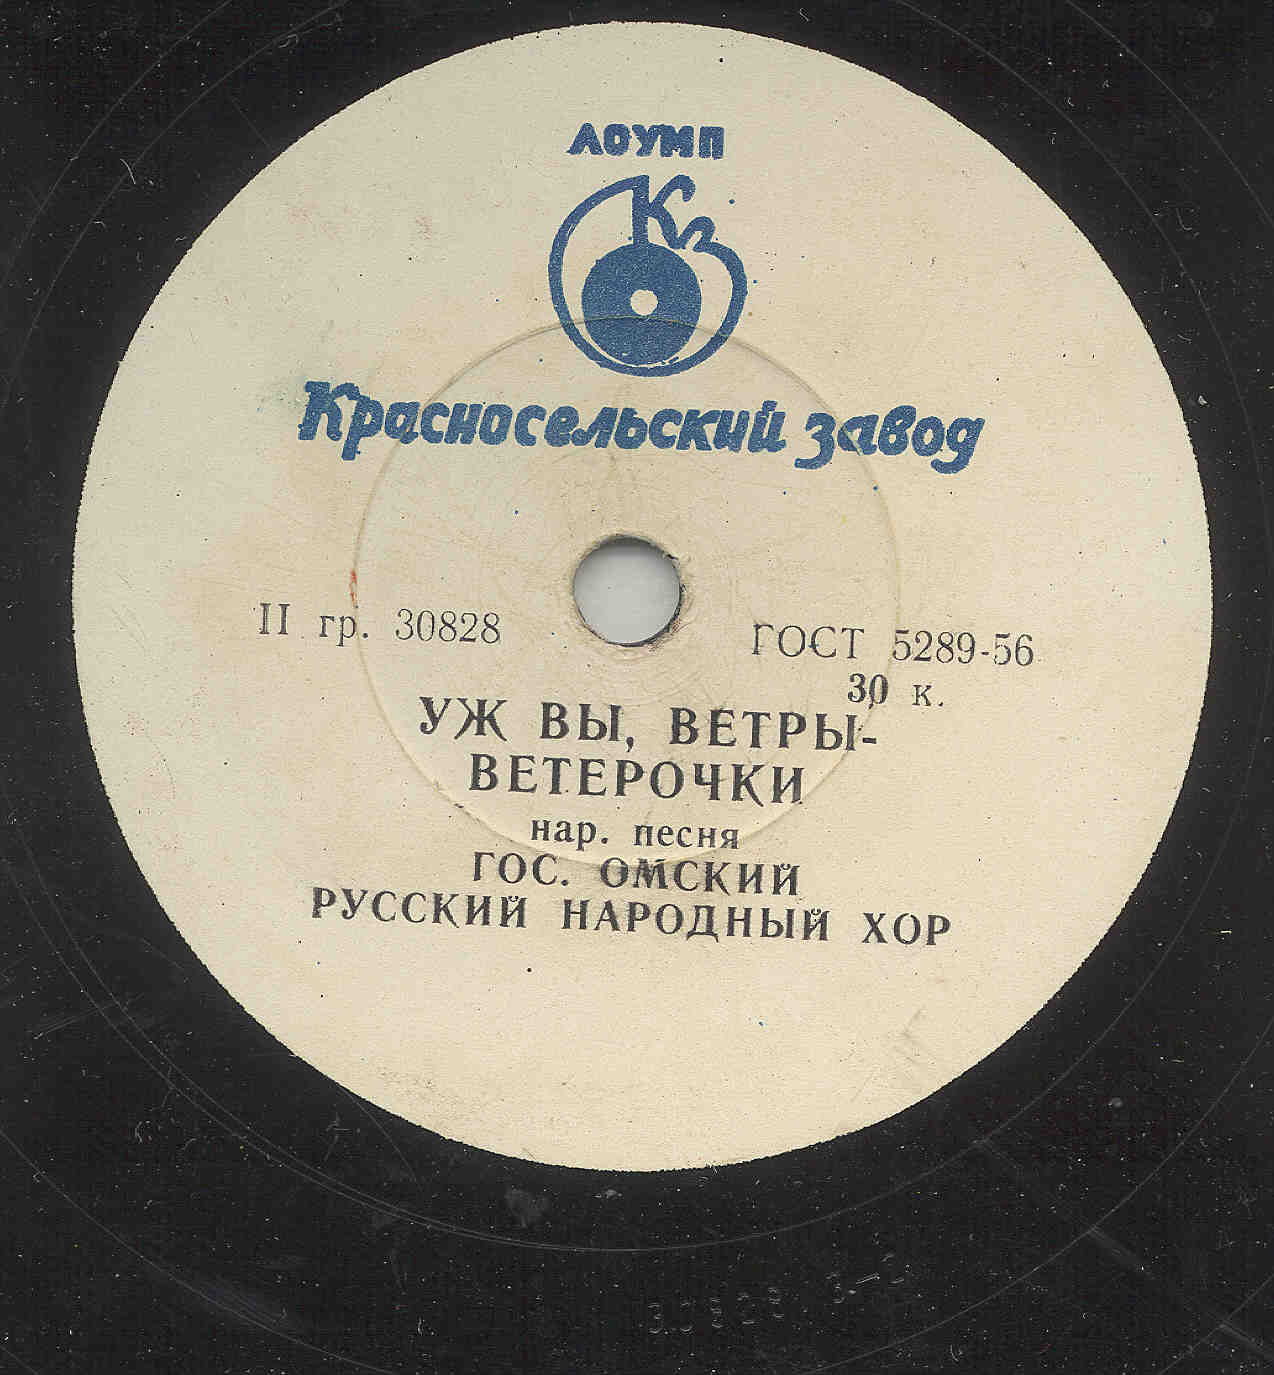 ЛОУМП
Кз
Красносельский завод
II гр. 30828
ГОСТ 5289-56
30 к.
УЖ ВЫ, ВЕТРЫ-
ВЕТЕРОЧКИ
нар. песня
ГОС. ОМСКИЙ
РУССКИЙ НАРОДНЫЙ ХОР